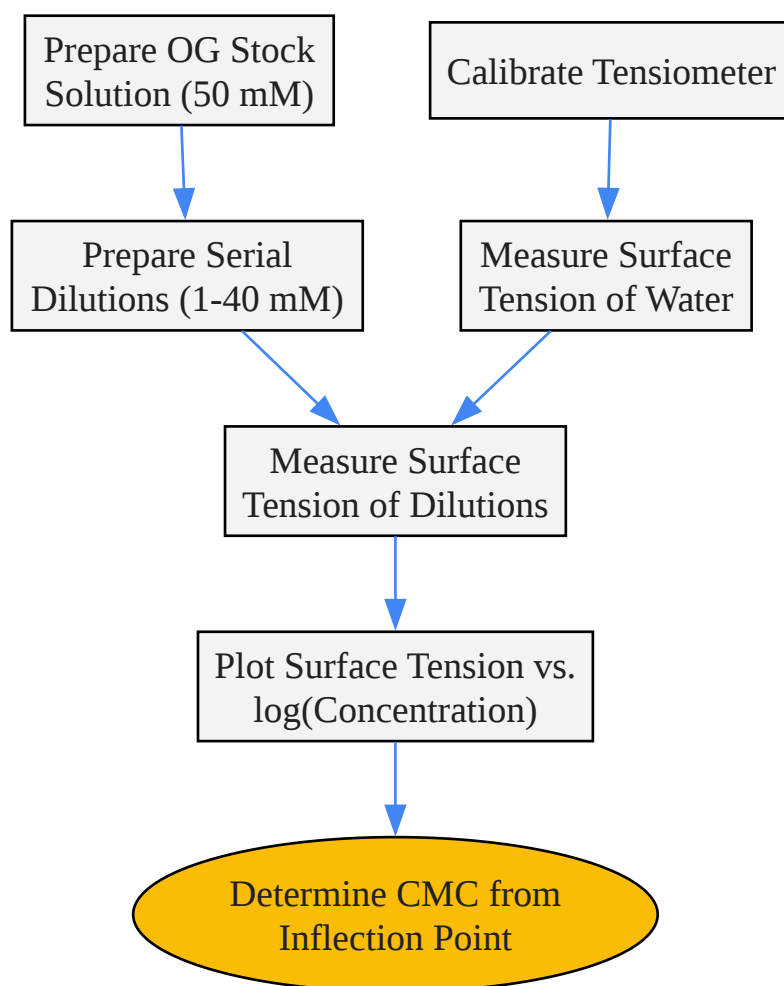 Prepare OG Stock
Solution (50 mM)
Calibrate Tensiometer
Prepare Serial
Dilutions (1-40 mM)
Measure Surface
Tension of Water
Measure Surface
Tension of Dilutions
Plot Surface Tension vs.
log(Concentration)
Determine CMC from
Inflection Point